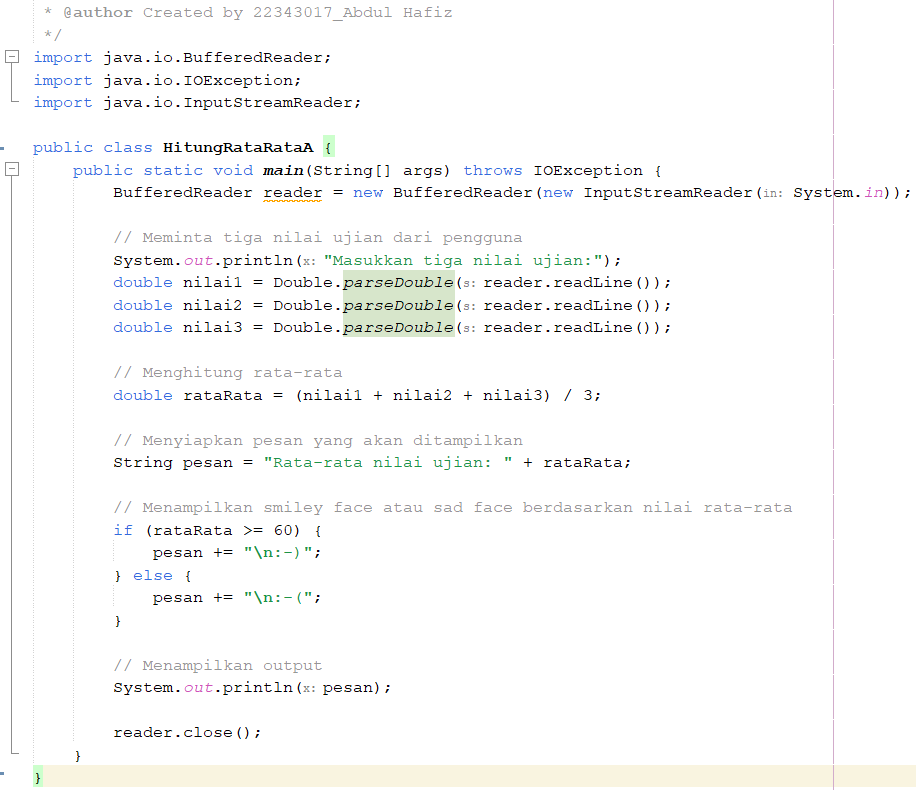 * @author Created by 22343017_Abdul Hafiz
 */
import java.io.BufferedReader;
import java.io.IOException;
import java.io.InputStreamReader;

public class HitungRataRataA {
    public static void main(String[] args) throws IOException {
        BufferedReader reader = new BufferedReader(new InputStreamReader(in: System.in));

        // Meminta tiga nilai ujian dari pengguna
        System.out.println(x: "Masukkan tiga nilai ujian:");
        double nilai1 = Double.parseDouble(s: reader.readLine());
        double nilai2 = Double.parseDouble(s: reader.readLine());
        double nilai3 = Double.parseDouble(s: reader.readLine());

        // Menghitung rata-rata
        double rataRata = (nilai1 + nilai2 + nilai3) / 3;

        // Menyiapkan pesan yang akan ditampilkan
        String pesan = "Rata-rata nilai ujian: " + rataRata;

        // Menampilkan smiley face atau sad face berdasarkan nilai rata-rata
        if (rataRata >= 60) {
            pesan += "\n:-)";
        } else {
            pesan += "\n:-(";
        }

        // Menampilkan output
        System.out.println(x: pesan);

        reader.close();
    }
}